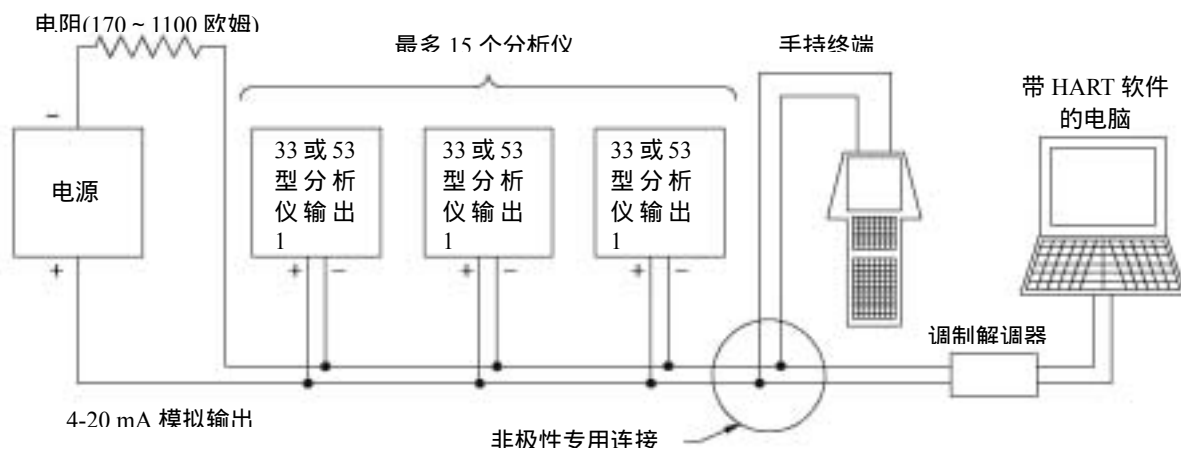 电阻(170 ~ 1100 欧姆)
最多 15 个分析仪
手持终端
带 HART 软件
的电脑
-
电源
+
33 或 53
型分析
仪输出
1
+ -
33 或 53
型分析
仪输出
1
+ -
33 或 53
型分析
仪输出
1
+ -
调制解调器
4-20 mA 模拟输出
非极性专用连接